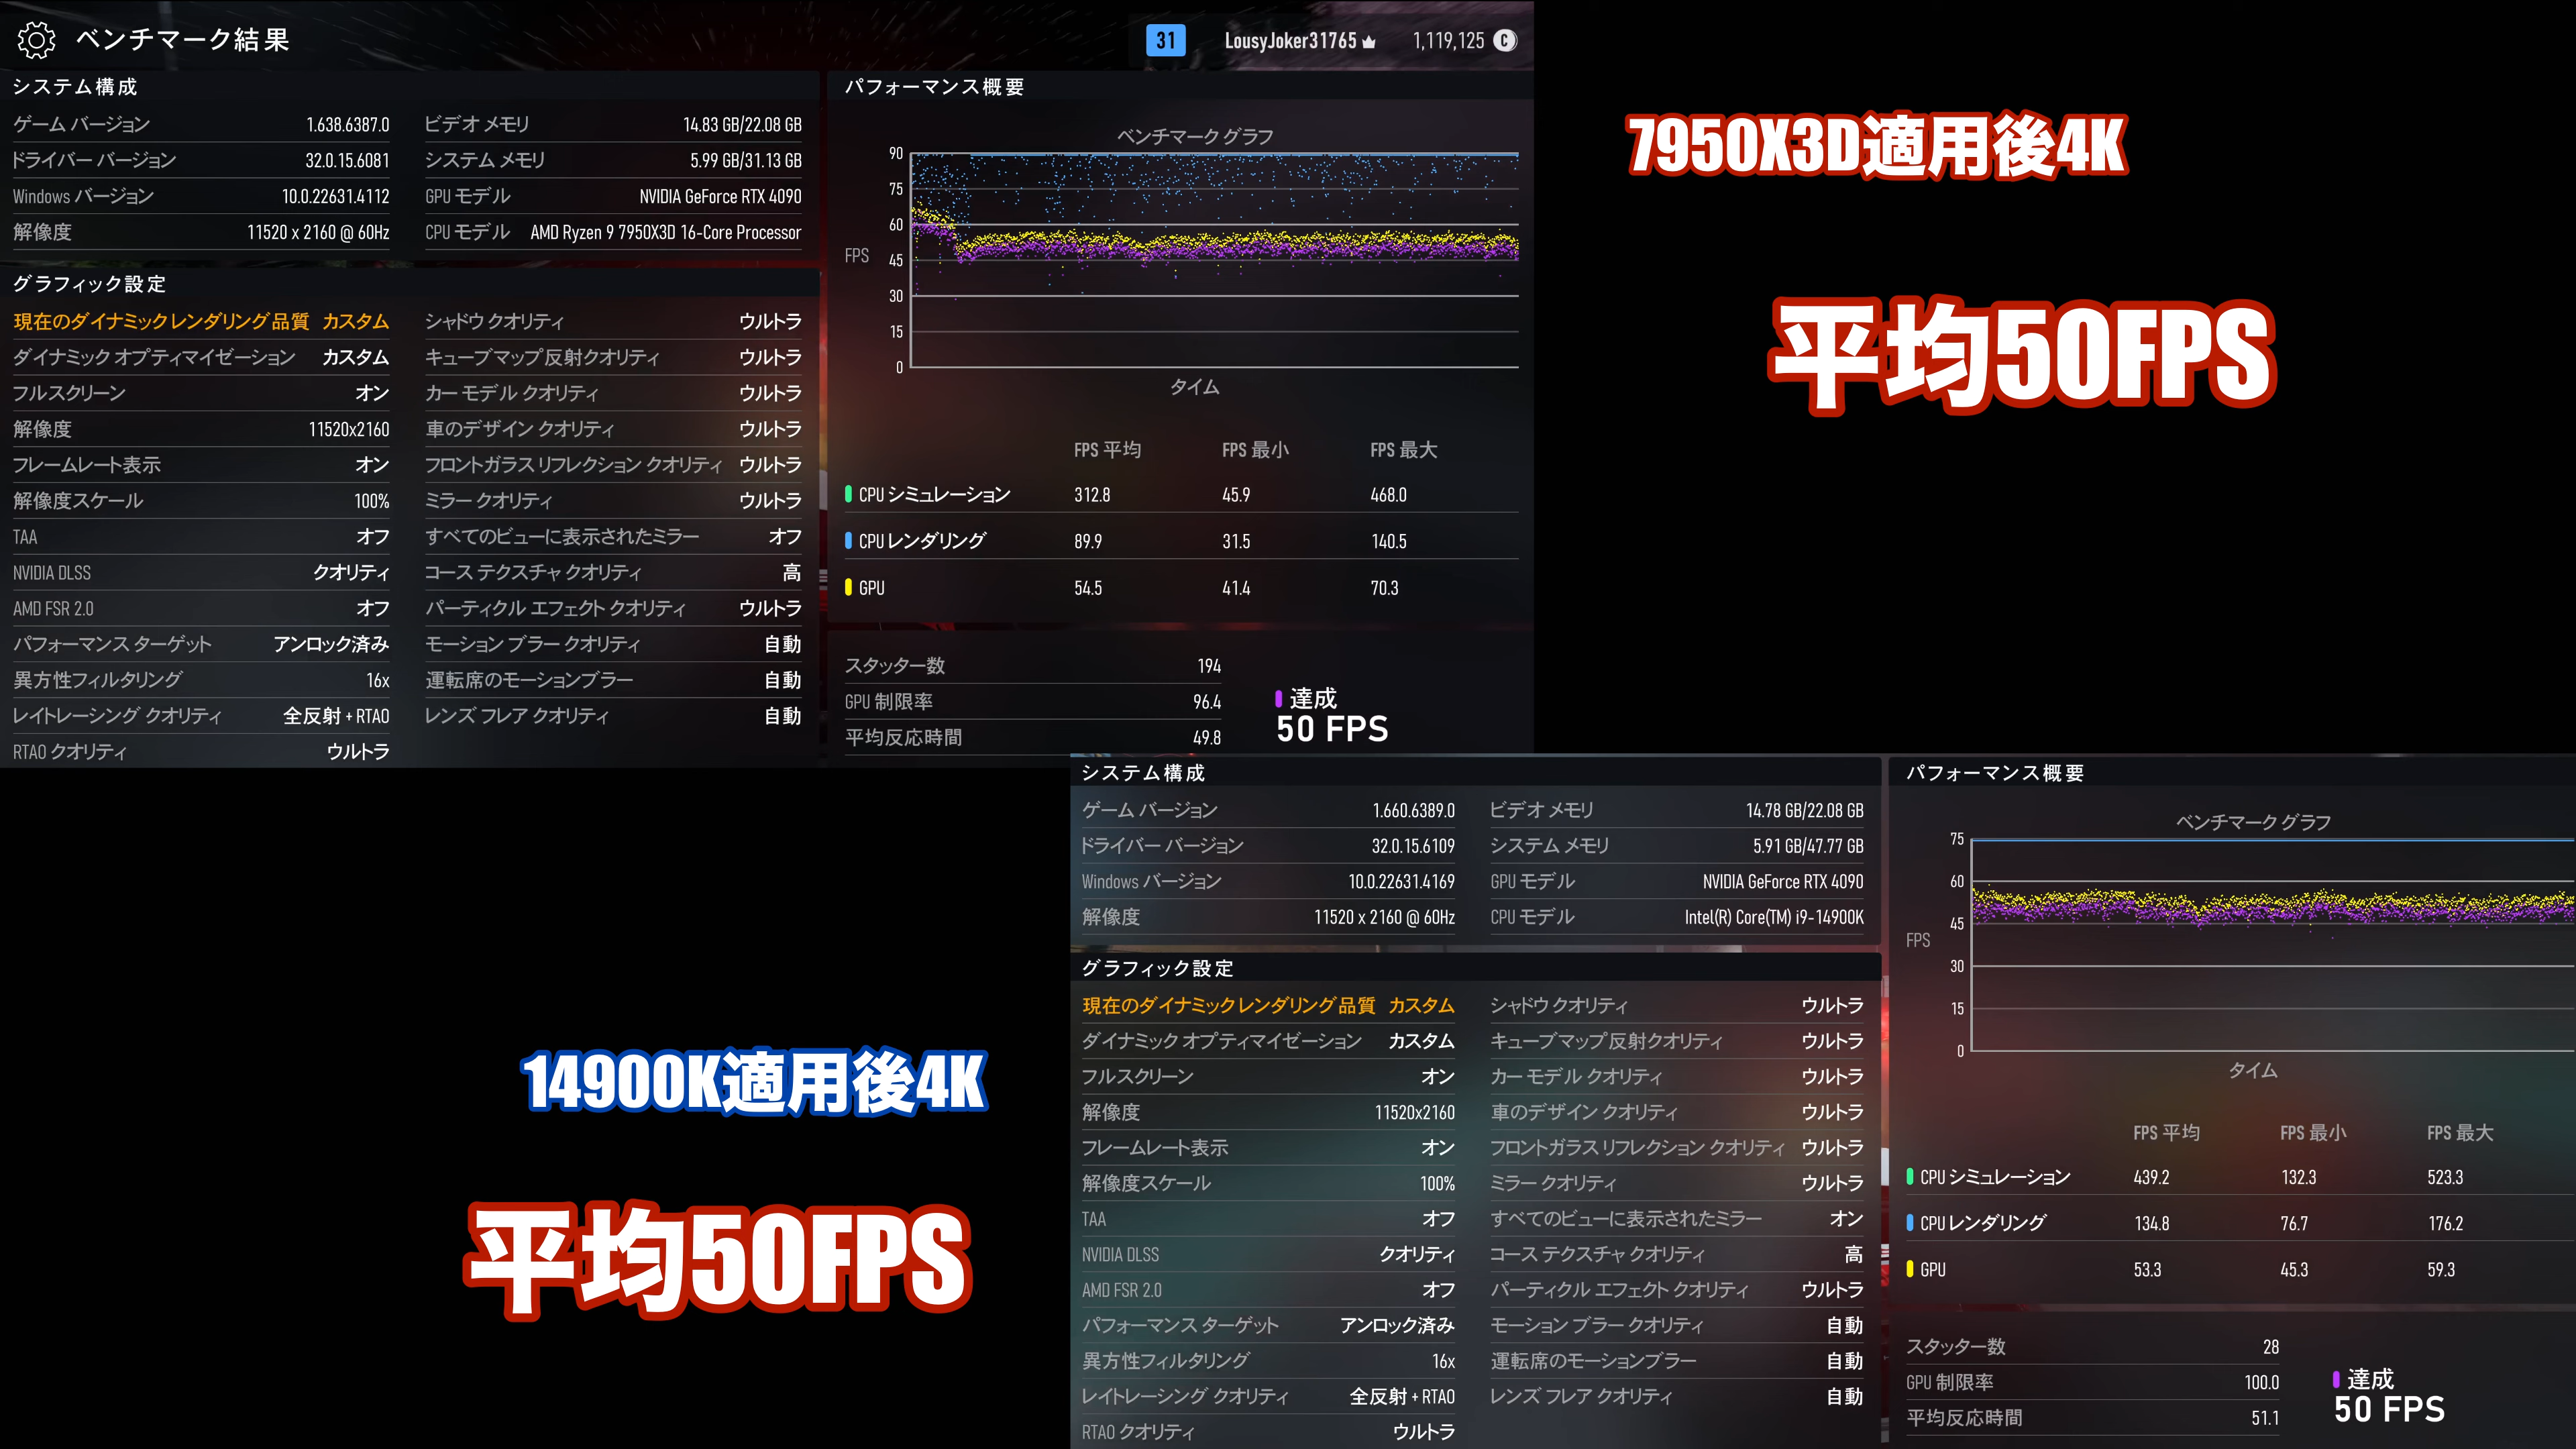 ベンチマーク結果
31 LousyJoker31765 1,119,125 C
システム構成
ゲーム バージョン 1.638.6387.0 ビデオ メモリ 14.83 GB/22.08 GB
ドライバー バージョン 32.0.15.6081 システム メモリ 5.99 GB/31.13 GB
Windows バージョン 10.0.22631.4112 GPU モデル NVIDIA GeForce RTX 4090
解像度 11520 x 2160 @ 60Hz CPU モデル AMD Ryzen 9 7950X3D 16-Core Processor
グラフィック設定
現在のダイナミックレンダリング品質 カスタム シャドウ クオリティ ウルトラ
ダイナミック オプティマイゼーション カスタム キューブマップ反射クオリティ ウルトラ
フルスクリーン オン カー モデル クオリティ ウルトラ
解像度 11520x2160 車のデザイン クオリティ ウルトラ
フレームレート表示 オン フロントガラス リフレクション クオリティ ウルトラ
解像度スケール 100% ミラー クオリティ ウルトラ
TAA オフ すべてのビューに表示されたミラー オフ
NVIDIA DLSS クオリティ コース テクスチャ クオリティ 高
AMD FSR 2.0 オフ パーティクル エフェクト クオリティ ウルトラ
パフォーマンス ターゲット アンロック済み モーション ブラー クオリティ 自動
異方性フィルタリング 16x 運転席のモーションブラー 自動
レイトレーシング クオリティ 全反射 + RTAO レンズ フレア クオリティ 自動
RTAO クオリティ ウルトラ
パフォーマンス概要
ベンチマーク グラフ
90
75
60
FPS 45
30
15
0
タイム
FPS 平均 FPS 最小 FPS 最大
CPU シミュレーション 312.8 45.9 468.0
CPU レンダリング 89.9 31.5 140.5
GPU 54.5 41.4 70.3
スタッター数 194
GPU 制限率 96.4
平均反応時間 49.8
達成
50 FPS
7950X3D適用後4K
平均50FPS
14900K適用後4K
平均50FPS
システム構成
ゲーム バージョン 1.660.6389.0 ビデオ メモリ 14.78 GB/22.08 GB
ドライバー バージョン 32.0.15.6109 システム メモリ 5.91 GB/47.77 GB
Windows バージョン 10.0.22631.4169 GPU モデル NVIDIA GeForce RTX 4090
解像度 11520 x 2160 @ 60Hz CPU モデル Intel(R) Core(TM) i9-14900K
グラフィック設定
現在のダイナミックレンダリング品質 カスタム シャドウ クオリティ ウルトラ
ダイナミック オプティマイゼーション カスタム キューブマップ反射クオリティ ウルトラ
フルスクリーン オン カー モデル クオリティ ウルトラ
解像度 11520x2160 車のデザイン クオリティ ウルトラ
フレームレート表示 オン フロントガラス リフレクション クオリティ ウルトラ
解像度スケール 100% ミラー クオリティ ウルトラ
TAA オフ すべてのビューに表示されたミラー オン
NVIDIA DLSS クオリティ コース テクスチャ クオリティ 高
AMD FSR 2.0 オフ パーティクル エフェクト クオリティ ウルトラ
パフォーマンス ターゲット アンロック済み モーション ブラー クオリティ 自動
異方性フィルタリング 16x 運転席のモーションブラー 自動
レイトレーシング クオリティ 全反射 + RTAO レンズ フレア クオリティ 自動
RTAO クオリティ ウルトラ
パフォーマンス概要
ベンチマーク グラフ
75
60
45
FPS
30
15
0
タイム
FPS 平均 FPS 最小 FPS 最大
CPU シミュレーション 439.2 132.3 523.3
CPU レンダリング 134.8 76.7 176.2
GPU 53.3 45.3 59.3
スタッター数 28
GPU 制限率 100.0
平均反応時間 51.1
達成
50 FPS